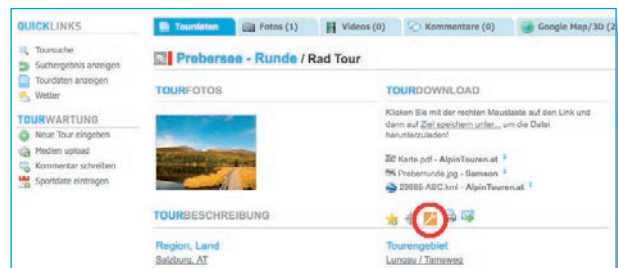 QUICKLINKS
Toursuche
Suchergebnis anzeigen
Tourdaten anzeigen
Wetter
TOURWARTUNG
Neue Tour eingeben
Medien upload
Kommentar schreiben
Sportdate eintragen
Tourdaten
Fotos (1)
Videos (0)
Kommentare (0)
Google Map/3D (2
Prebersee - Runde / Rad Tour
TOURFOTOS
TOURDOWNLOAD
Klicken Sie mit der rechten Maustaste auf den Link und
dann auf Ziel speichern unter... um die Datei
herunterzuladen!
Karte.pdf - AlpinTouren.at
Preberrunde.jpg - Samson
23685-ABC.kml - AlpinTouren.at
TOURBESCHREIBUNG
Region, Land
Salzburg, AT
Tourengebiet
Lungau / Tamsweg